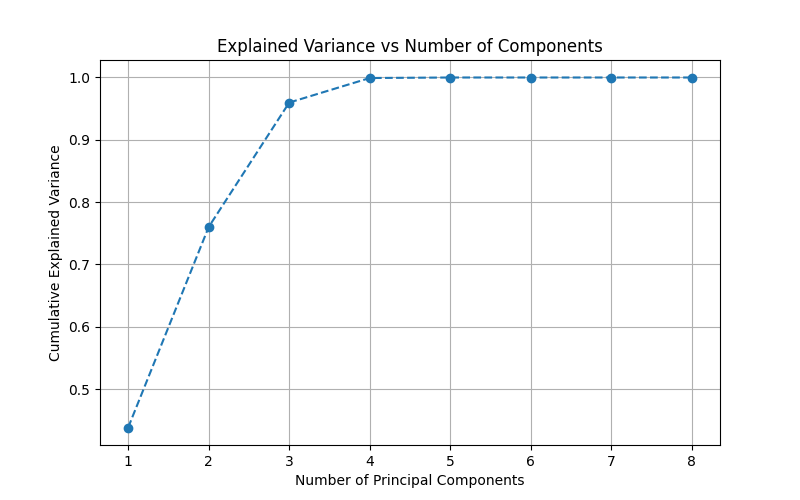 Explained Variance vs Number of Components
Cumulative Explained Variance
1.0
0.9
0.8
0.7
0.6
0.5
1 2 3 4 5 6 7 8
Number of Principal Components